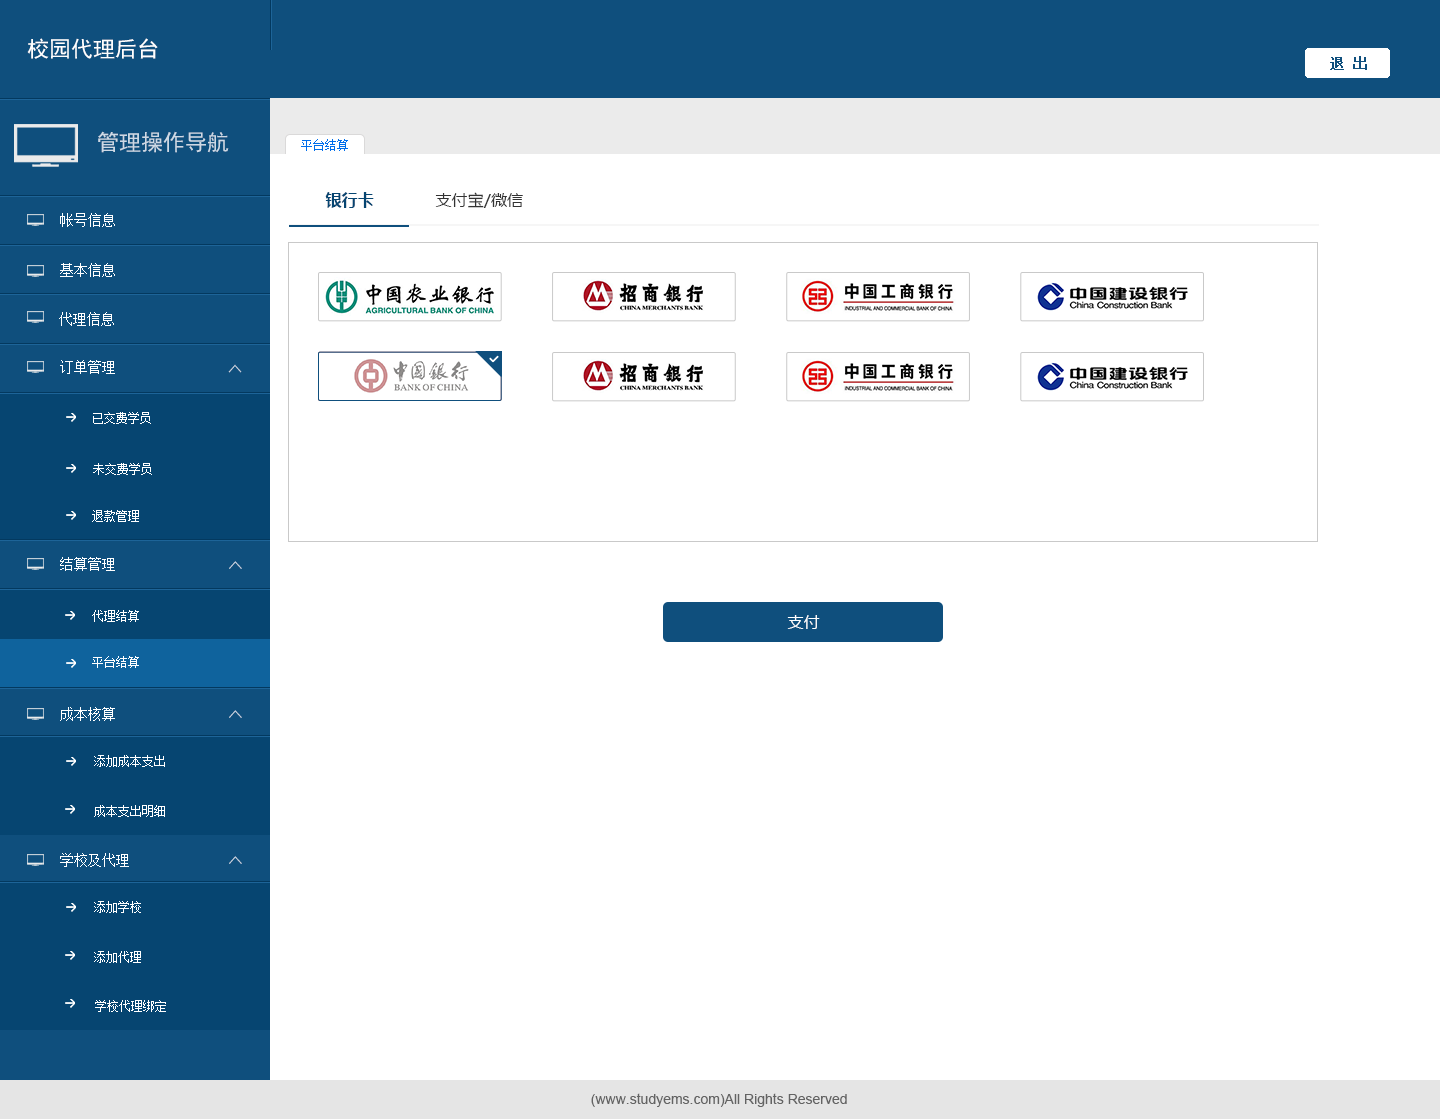 校园代理后台
退 出
管理操作导航
平台结算
银行卡
支付宝/微信
帐号信息
基本信息
代理信息
订单管理
已交费学员
未交费学员
退款管理
结算管理
代理结算
平台结算
成本核算
添加成本支出
成本支出明细
学校及代理
添加学校
添加代理
学校代理绑定
中国农业银行
AGRICULTURAL BANK OF CHINA
招商银行
CHINA MERCHANTS BANK
中国工商银行
INDUSTRIAL AND COMMERCIAL BANK OF CHINA
中国建设银行
China Construction Bank
中国银行
BANK OF CHINA
招商银行
CHINA MERCHANTS BANK
中国工商银行
INDUSTRIAL AND COMMERCIAL BANK OF CHINA
中国建设银行
China Construction Bank
支付
(www.studyems.com)All Rights Reserved